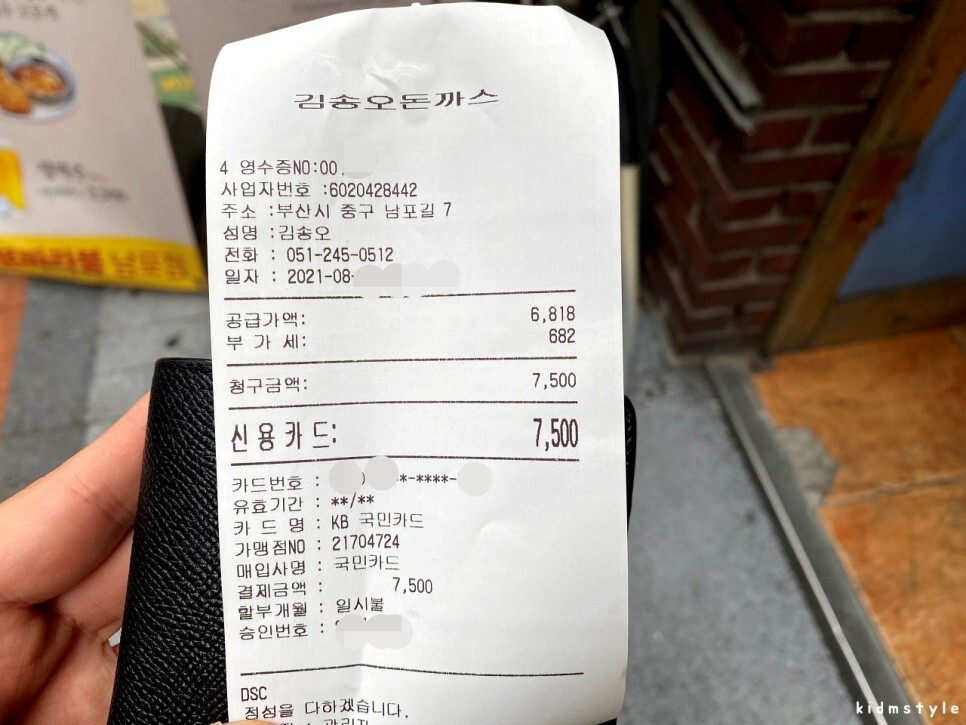 김송오돈까스
4 영수증NO:00
사업자번호 :6020428442
주소 :부산시 중구 남포길 7
성명 :김송오
전화 : 051-245-0512
일자 : 2021-08-
공급가액: 6,818
부 가 세: 682
청구금액: 7,500
신용카드: 7,500
카드번호 : *-****-
유효기간 : **/**
카 드 명 : KB 국민카드
가맹점NO : 21704724
매입사명 : 국민카드
결제금액 : 7,500
할부개월 : 일시불
승인번호 :
DSC
정성을 다하겠습니다.
kidmstyle